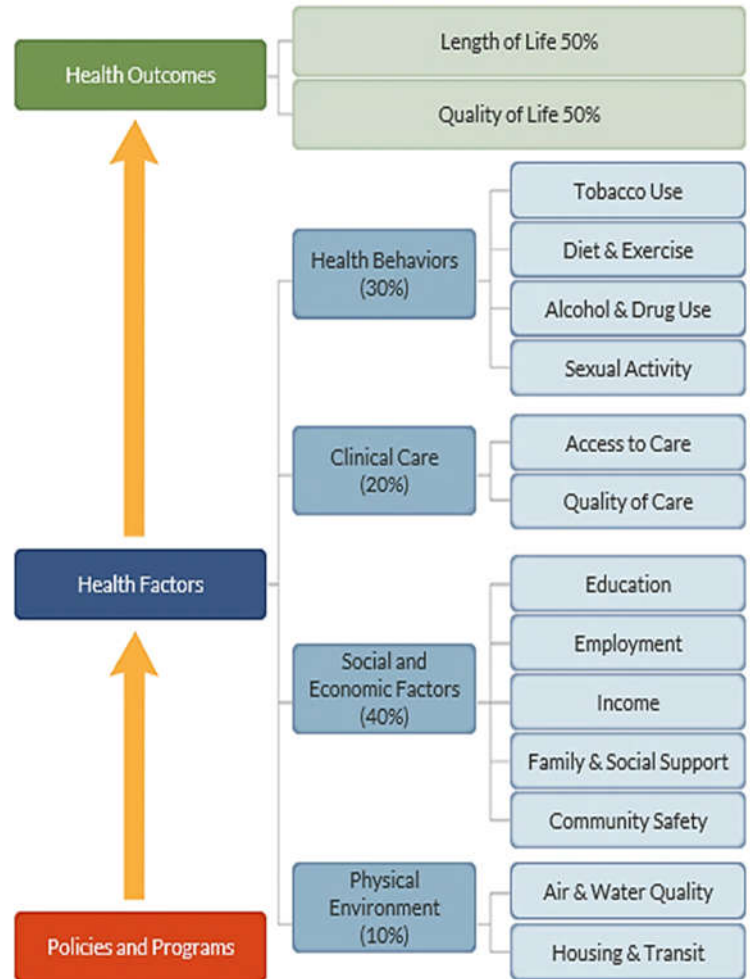 Health Outcomes
Length of Life 50%
Quality of Life 50%
Health Factors
Health Behaviors
(30%)
Tobacco Use
Diet & Exercise
Alcohol & Drug Use
Sexual Activity
Clinical Care
(20%)
Access to Care
Quality of Care
Social and
Economic Factors
(40%)
Education
Employment
Income
Family & Social Support
Community Safety
Physical
Environment
(10%)
Air & Water Quality
Housing & Transit
Policies and Programs